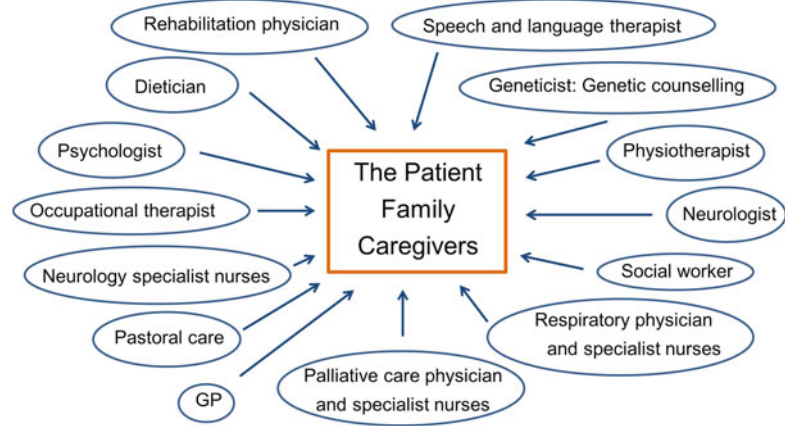 Rehabilitation physician
Speech and language therapist
Dietician
Geneticist: Genetic counselling
Psychologist
Physiotherapist
The Patient
Family
Caregivers
Occupational therapist
Neurologist
Neurology specialist nurses
Social worker
Pastoral care
Respiratory physician
and specialist nurses
GP
Palliative care physician
and specialist nurses